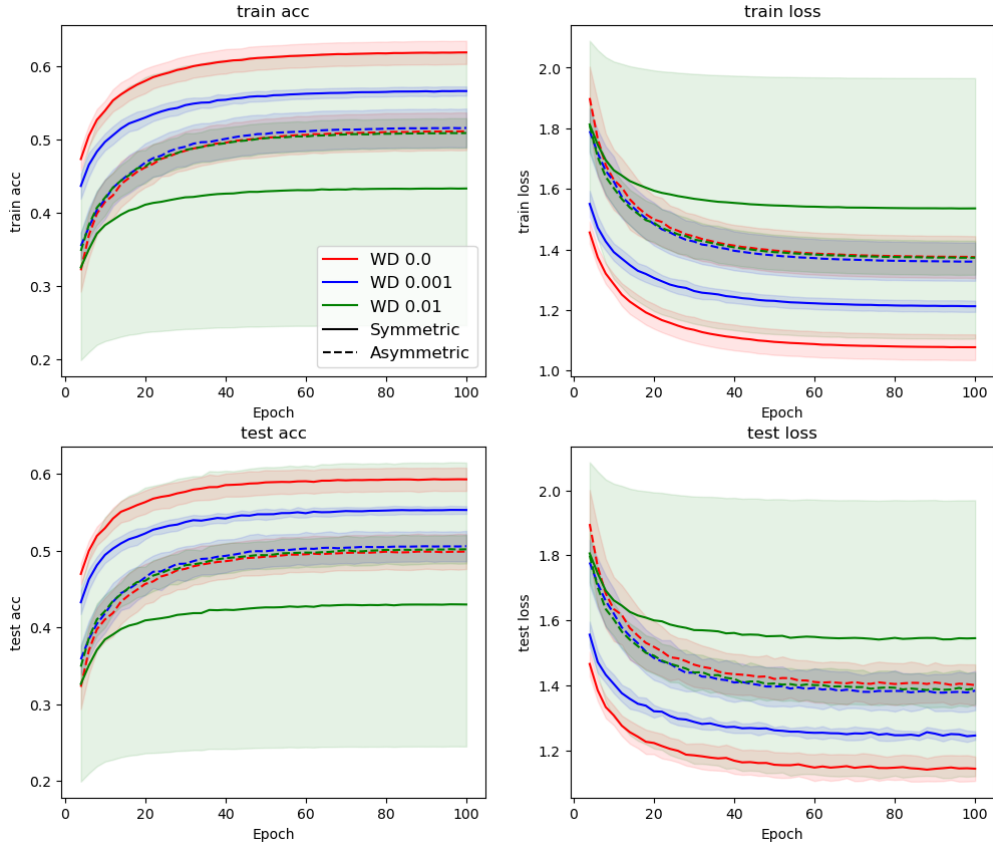 train acc
train acc
0.6
0.5
0.4
0.3
0.2
WD 0.0
WD 0.001
WD 0.01
Symmetric
Asymmetric
0 20 40 60 80 100
Epoch
train loss
train loss
2.0
1.8
1.6
1.4
1.2
1.0
0 20 40 60 80 100
Epoch
test acc
test acc
0.6
0.5
0.4
0.3
0.2
0 20 40 60 80 100
Epoch
test loss
test loss
2.0
1.8
1.6
1.4
1.2
0 20 40 60 80 100
Epoch